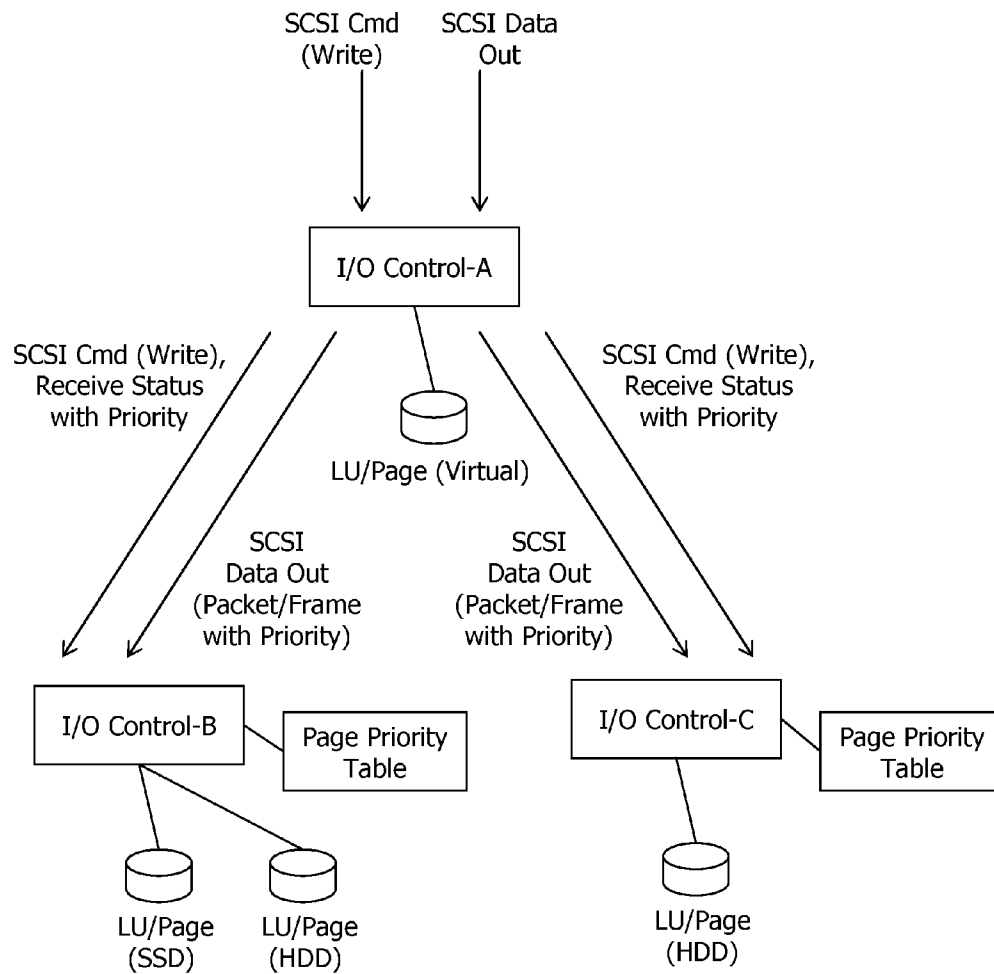 SCSI Cmd
(Write)
SCSI Data
Out
I/O Control-A
SCSI Cmd (Write),
Receive Status
with Priority
SCSI Cmd (Write),
Receive Status
with Priority
LU/Page (Virtual)
SCSI
Data Out
(Packet/Frame
with Priority)
SCSI
Data Out
(Packet/Frame
with Priority)
I/O Control-B
Page Priority
Table
I/O Control-C
Page Priority
Table
LU/Page
(SSD)
LU/Page
(HDD)
LU/Page
(HDD)